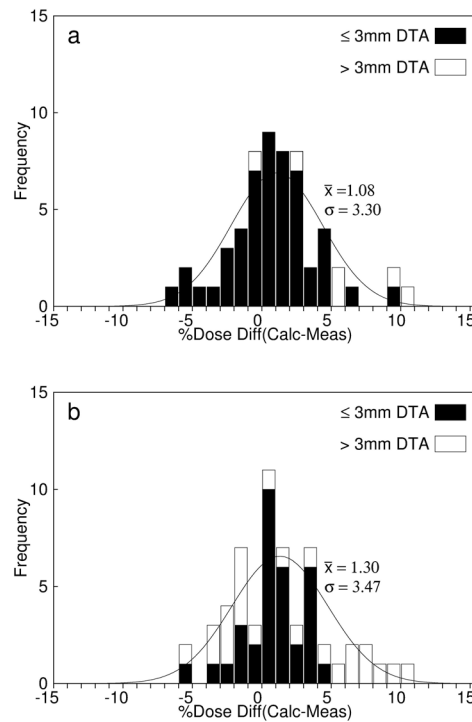 15
a
≤ 3mm DTA
> 3mm DTA
10
Frequency
x̄ =1.08
σ = 3.30
5
0
-15 -10 -5 0 5 10 15
%Dose Diff(Calc-Meas)
15
b
≤ 3mm DTA
> 3mm DTA
10
Frequency
x̄ = 1.30
σ = 3.47
5
0
-15 -10 -5 0 5 10 15
%Dose Diff(Calc-Meas)